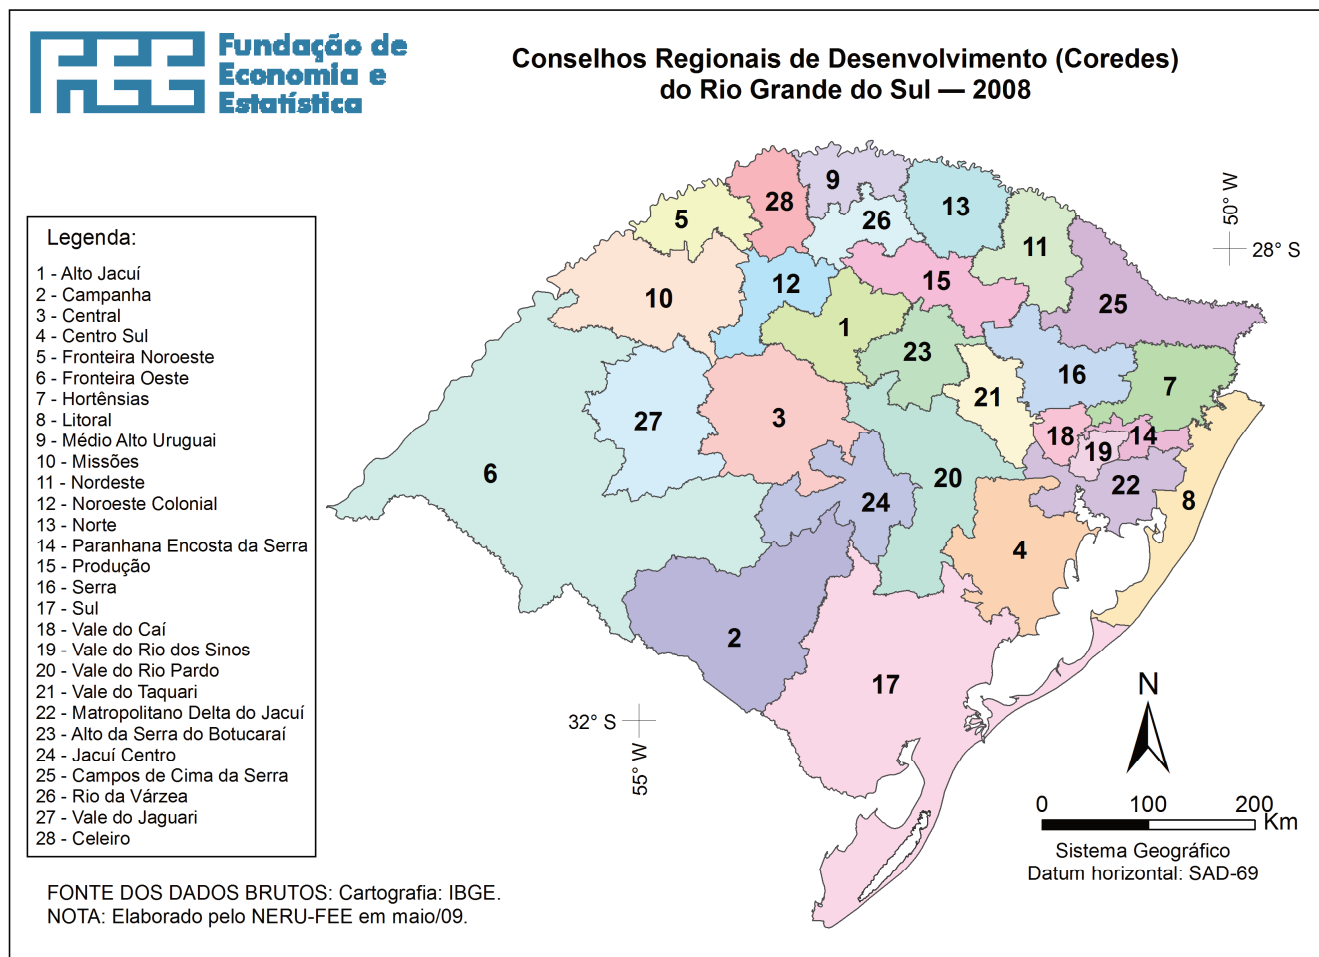 Fundação de
Economia e
Estatística
Conselhos Regionais de Desenvolvimento (Coredes)
do Rio Grande do Sul — 2008
50° W
28° S
Legenda:
1 - Alto Jacuí
2 - Campanha
3 - Central
4 - Centro Sul
5 - Fronteira Noroeste
6 - Fronteira Oeste
7 - Hortênsias
8 - Litoral
9 - Médio Alto Uruguai
10 - Missões
11 - Nordeste
12 - Noroeste Colonial
13 - Norte
14 - Paranhana Encosta da Serra
15 - Produção
16 - Serra
17 - Sul
18 - Vale do Caí
19 - Vale do Rio dos Sinos
20 - Vale do Rio Pardo
21 - Vale do Taquari
22 - Matropolitano Delta do Jacuí
23 - Alto da Serra do Botucaraí
24 - Jacuí Centro
25 - Campos de Cima da Serra
26 - Rio da Várzea
27 - Vale do Jaguari
28 - Celeiro
9
28
13
5
26
11
15
12
10
25
1
23
16
7
21
3
27
18
14
19
6
20
22
8
24
4
2
17
N
32° S
55° W
0 100 200
Km
Sistema Geográfico
Datum horizontal: SAD-69
FONTE DOS DADOS BRUTOS: Cartografia: IBGE.
NOTA: Elaborado pelo NERU-FEE em maio/09.